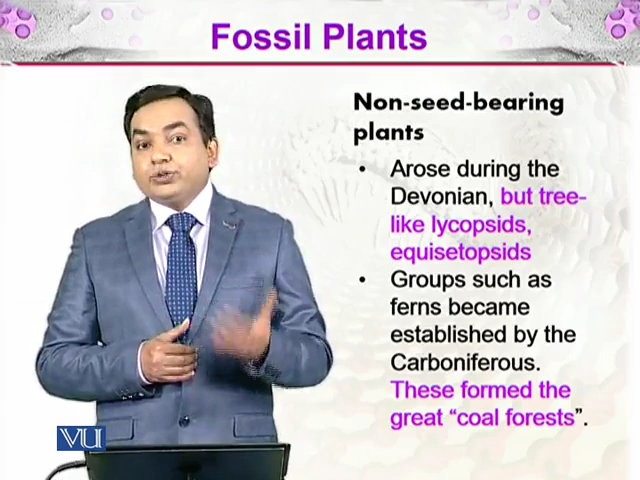 Fossil Plants
Non-seed-bearing
plants
• Arose during the
Devonian, but tree-
like lycopsids,
equisetopsids
• Groups such as
ferns became
established by the
Carboniferous.
These formed the
great “coal forests”.
VU